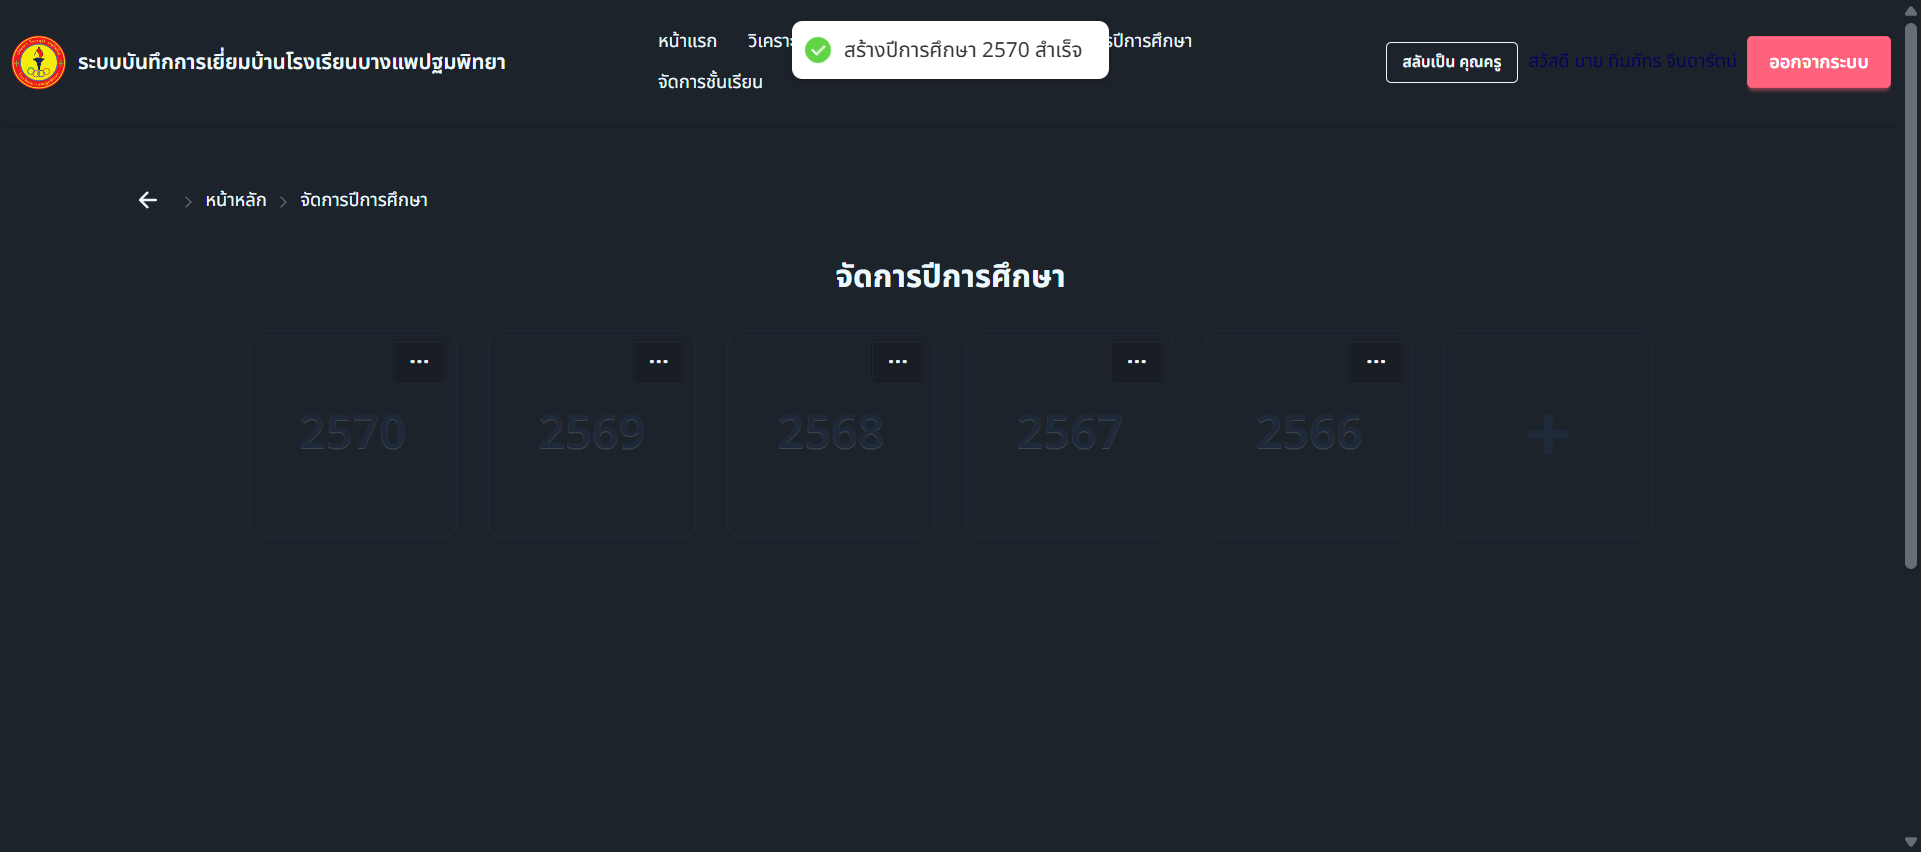 ระบบบันทึกการเยี่ยมบ้านโรงเรียนบางแพปฐมพิทยา
หน้าแรก
สร้างปีการศึกษา 2570 สำเร็จ
ปีการศึกษา
จัดการชั้นเรียน
สลับเป็น คุณครู
สวัสดี นาย ทินภัทร จินดารัตน์
ออกจากระบบ
หน้าหลัก
จัดการปีการศึกษา
จัดการปีการศึกษา
2570
2569
2568
2567
2566
+